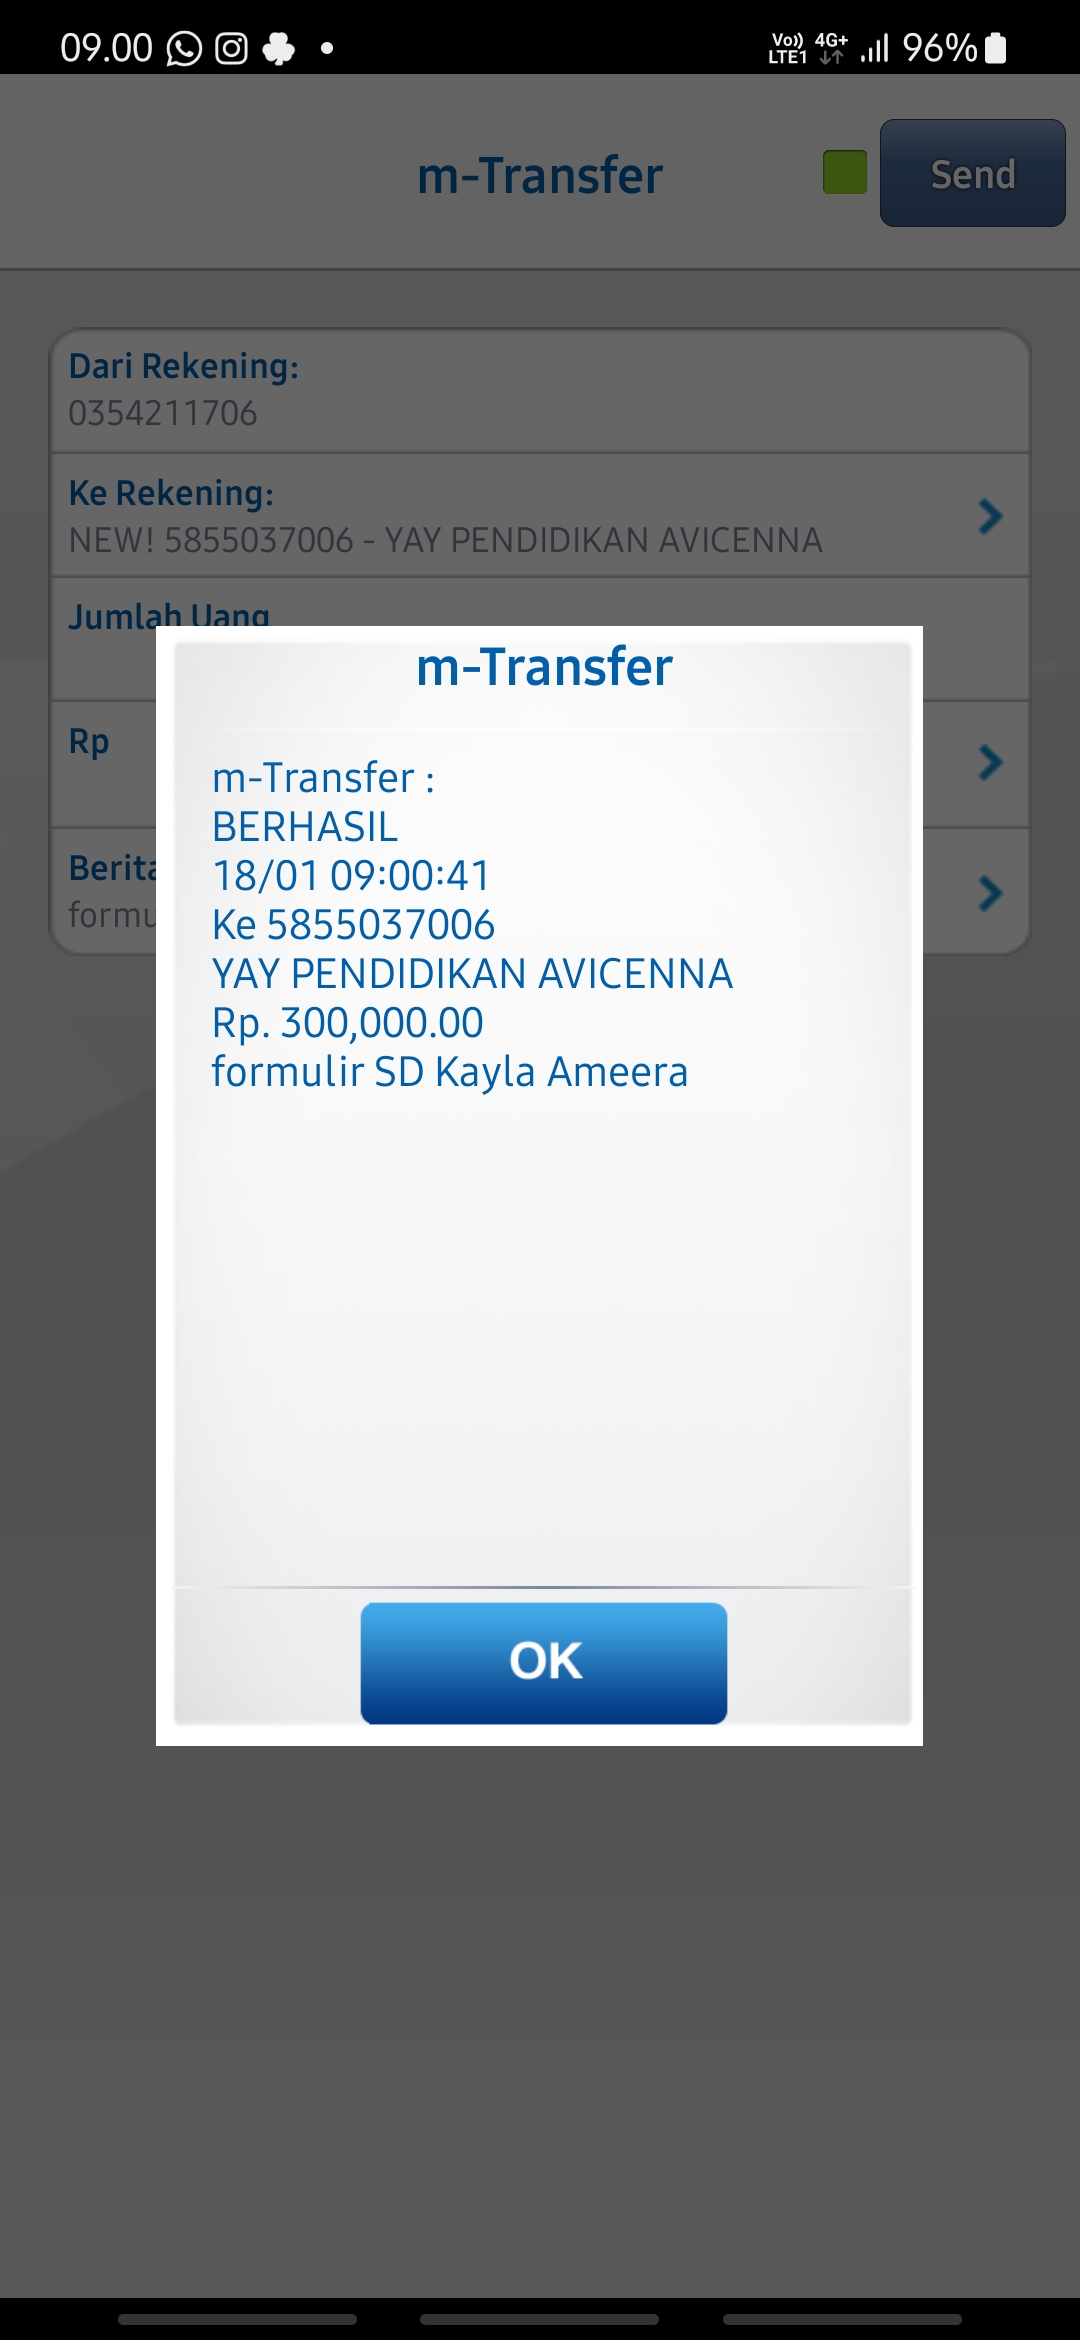 09.00
Vo)) LTE1 4G+ 96%
m-Transfer
Send
Dari Rekening:
0354211706
Ke Rekening:
NEW! 5855037006 - YAY PENDIDIKAN AVICENNA
Jumlah Uang
Rp
Berita
formu
m-Transfer
m-Transfer :
BERHASIL
18/01 09:00:41
Ke 5855037006
YAY PENDIDIKAN AVICENNA
Rp. 300,000.00
formulir SD Kayla Ameera
OK